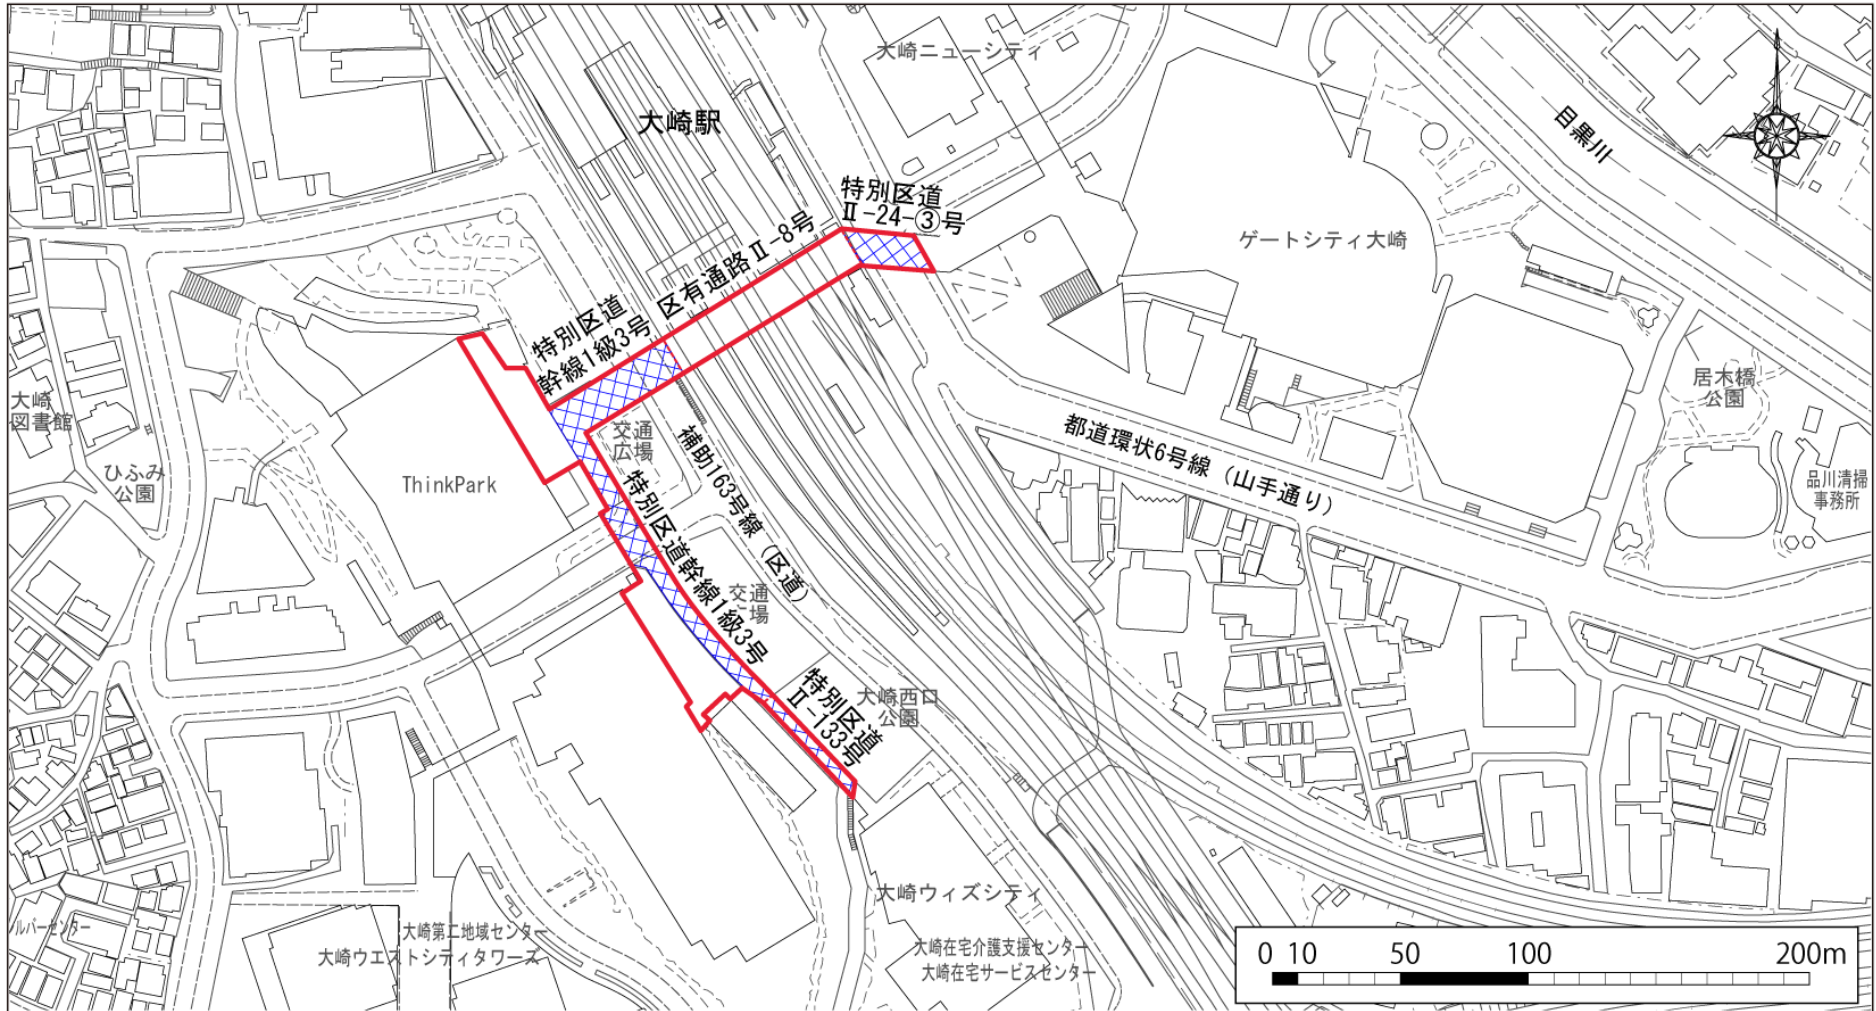 大崎ニューシティ
大崎駅
目黒川
特別区道
Ⅱ-24-③号
ゲートシティ大崎
区有通路Ⅱ-8号
特別区道
幹線1級3号
大崎
図書館
ひふみ
公園
ThinkPark
交通
広場
補助163号線（区道）
都道環状6号線（山手通り）
居木橋
公園
品川清掃
事務所
特別区道幹線1級3号
交通
広場
特別区道
Ⅱ-133号
大崎西口
公園
大崎ウィズシティ
ルバーセンター
大崎第二地域センター
大崎ウエストシティタワーズ
大崎在宅介護支援センター
大崎在宅サービスセンター
0 10 50 100 200m